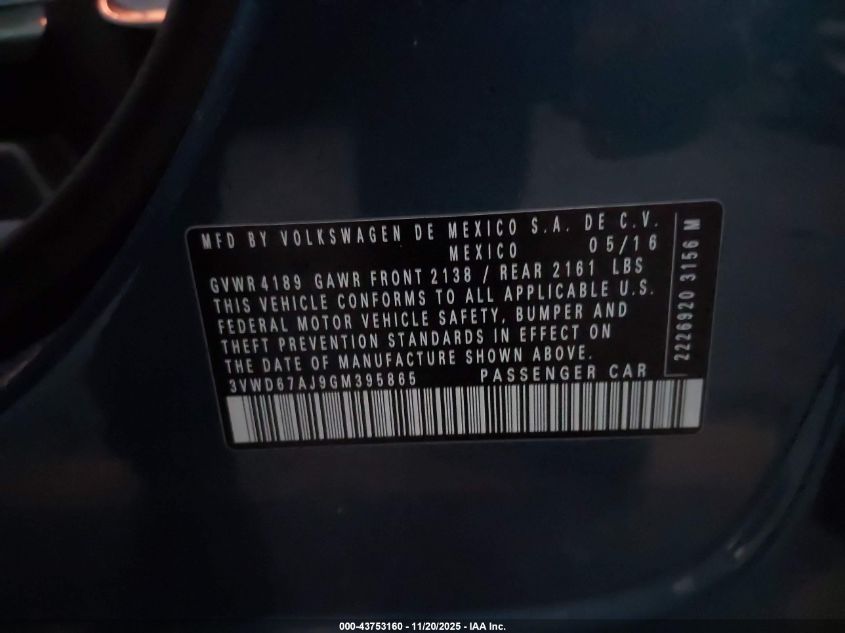 MFD BY VOLKSWAGEN DE MEXICO S.A. DE C.V.
MEXICO 05/16
GVWR 4189 GAWR FRONT 2138 / REAR 2161 LBS
THIS VEHICLE CONFORMS TO ALL APPLICABLE U.S.
FEDERAL MOTOR VEHICLE SAFETY, BUMPER AND
THEFT PREVENTION STANDARDS IN EFFECT ON
THE DATE OF MANUFACTURE SHOWN ABOVE.
3VWD67AJ9GM395865 PASSENGER CAR
2226920 3156 M
000-43753160 - 11/20/2025 - IAA Inc.